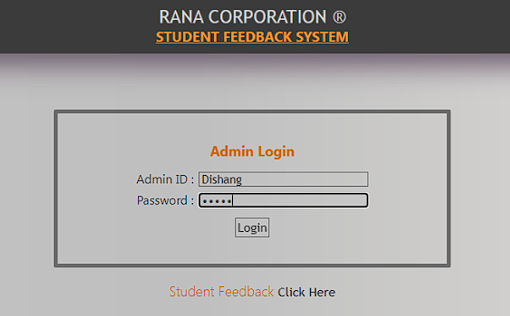 RANA CORPORATION ®
STUDENT FEEDBACK SYSTEM
Admin Login
Admin ID : Dishang
Password : •••••
Login
Student Feedback Click Here